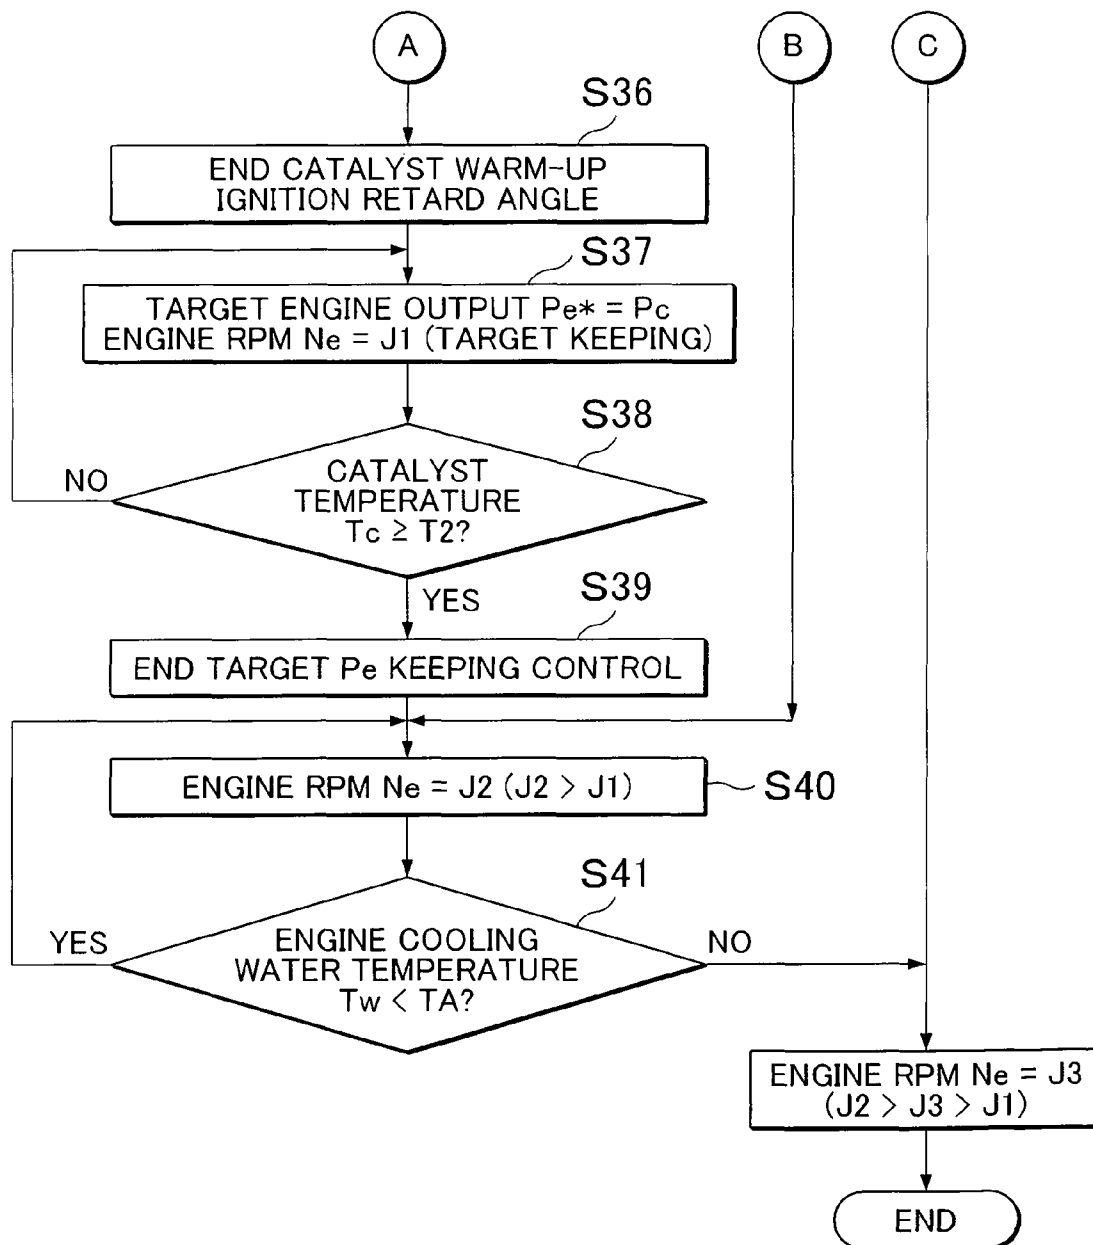 A
B
C
S36
END CATALYST WARM-UP
IGNITION RETARD ANGLE
S37
TARGET ENGINE OUTPUT Pe* = Pc
ENGINE RPM Ne = J1 (TARGET KEEPING)
S38
CATALYST
TEMPERATURE
Tc ≥ T2?
NO
YES
S39
END TARGET Pe KEEPING CONTROL
ENGINE RPM Ne = J2 (J2 > J1)
S40
S41
ENGINE COOLING
WATER TEMPERATURE
Tw < TA?
YES
NO
ENGINE RPM Ne = J3
(J2 > J3 > J1)
END